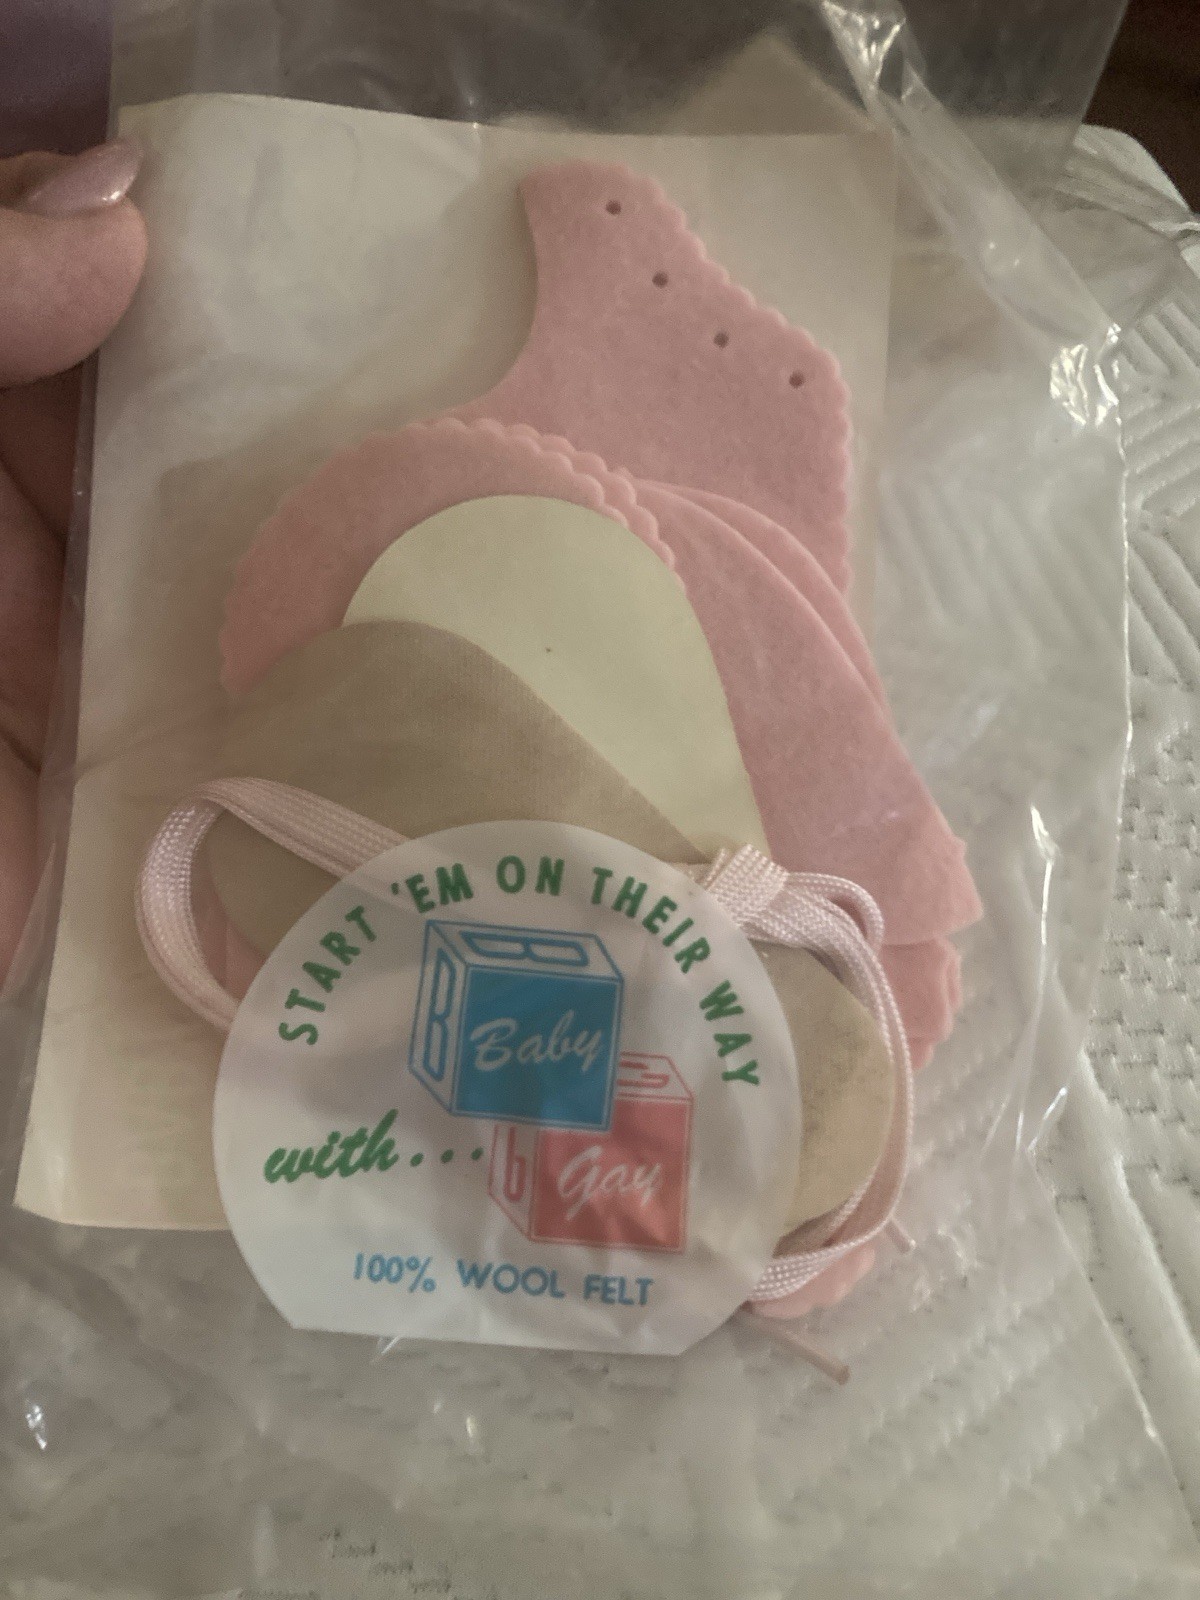 START 'EM ON THEIR WAY
Baby
with...
Gay
100% WOOL FELT